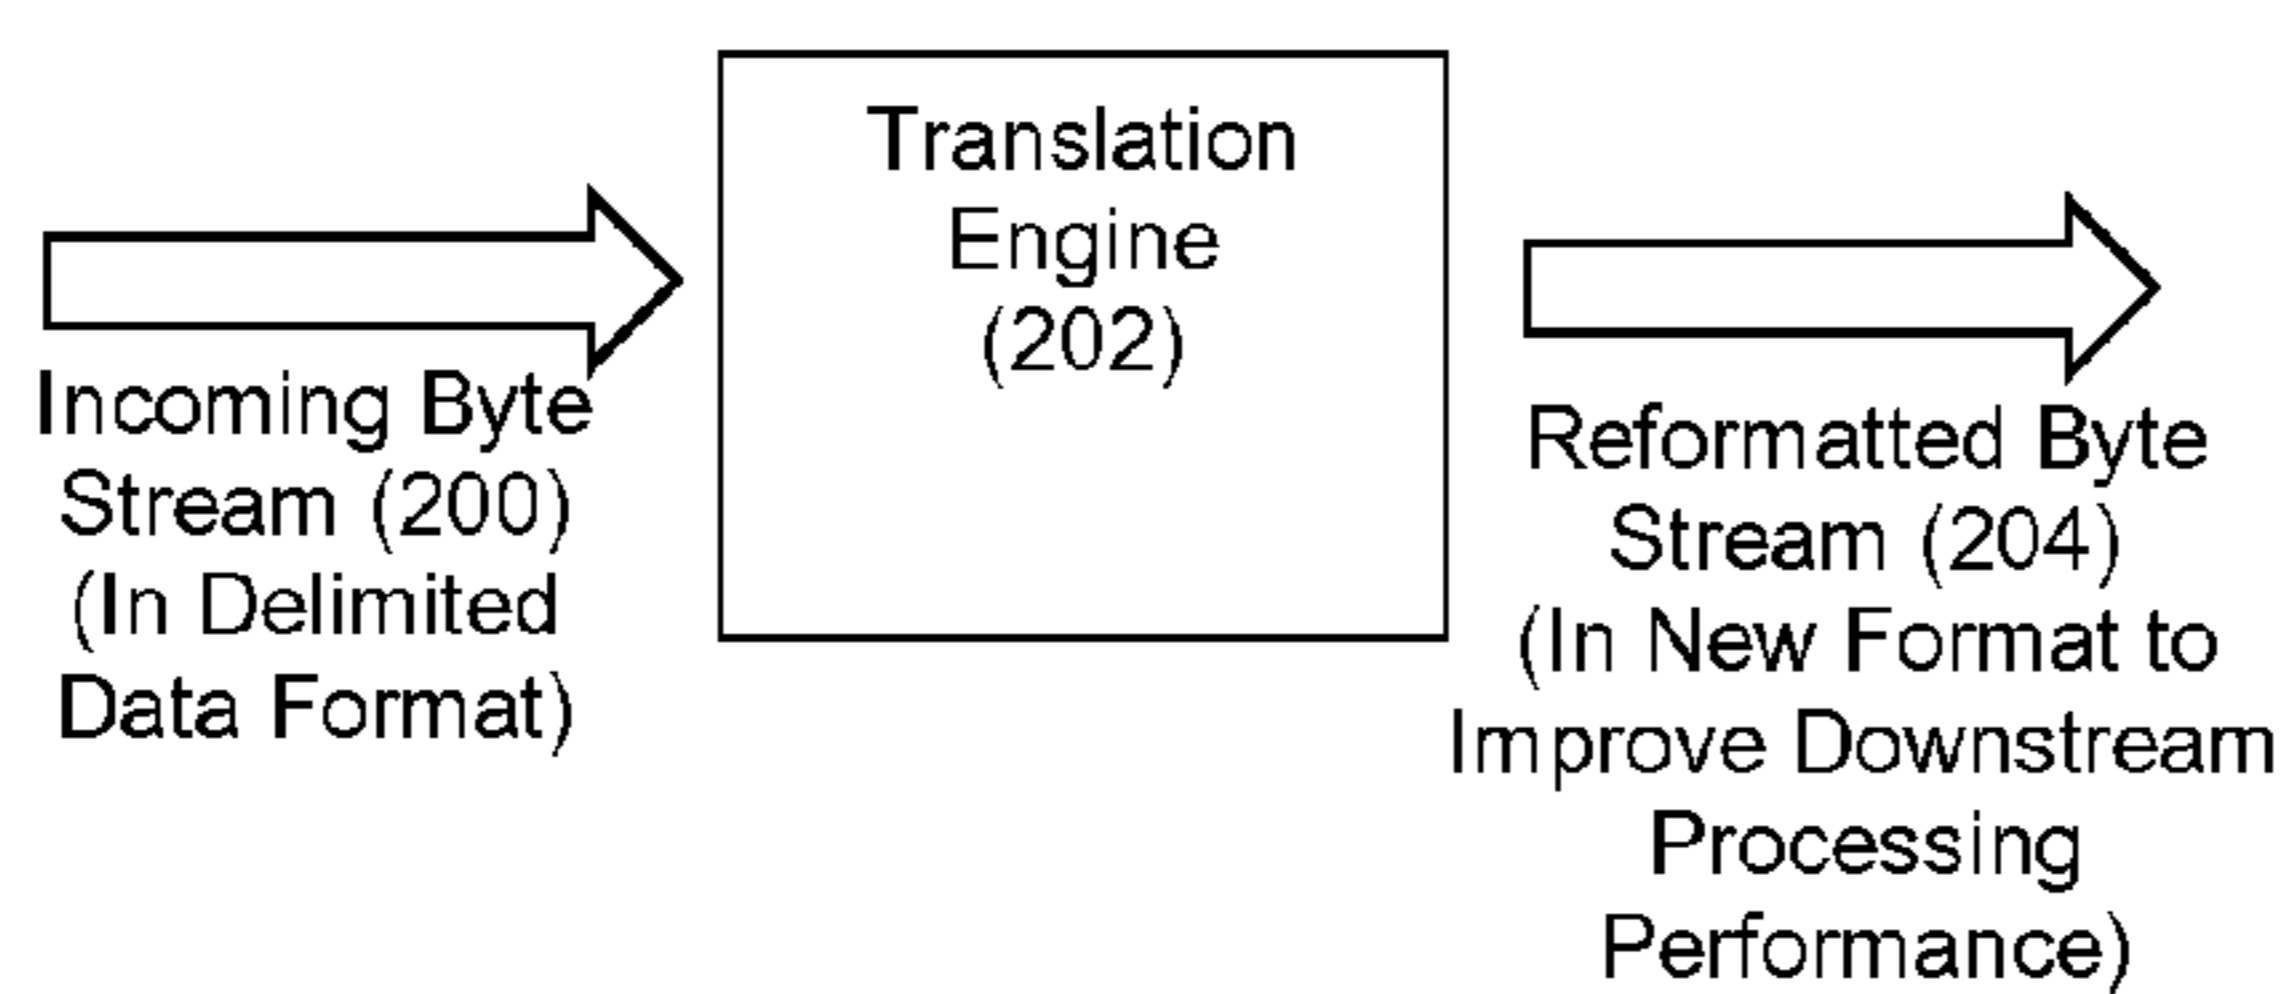 Translation
Engine
(202)
Incoming Byte
Stream (200)
(In Delimited
Data Format)
Reformatted Byte
Stream (204)
(In New Format to
Improve Downstream
Processing
Performance)